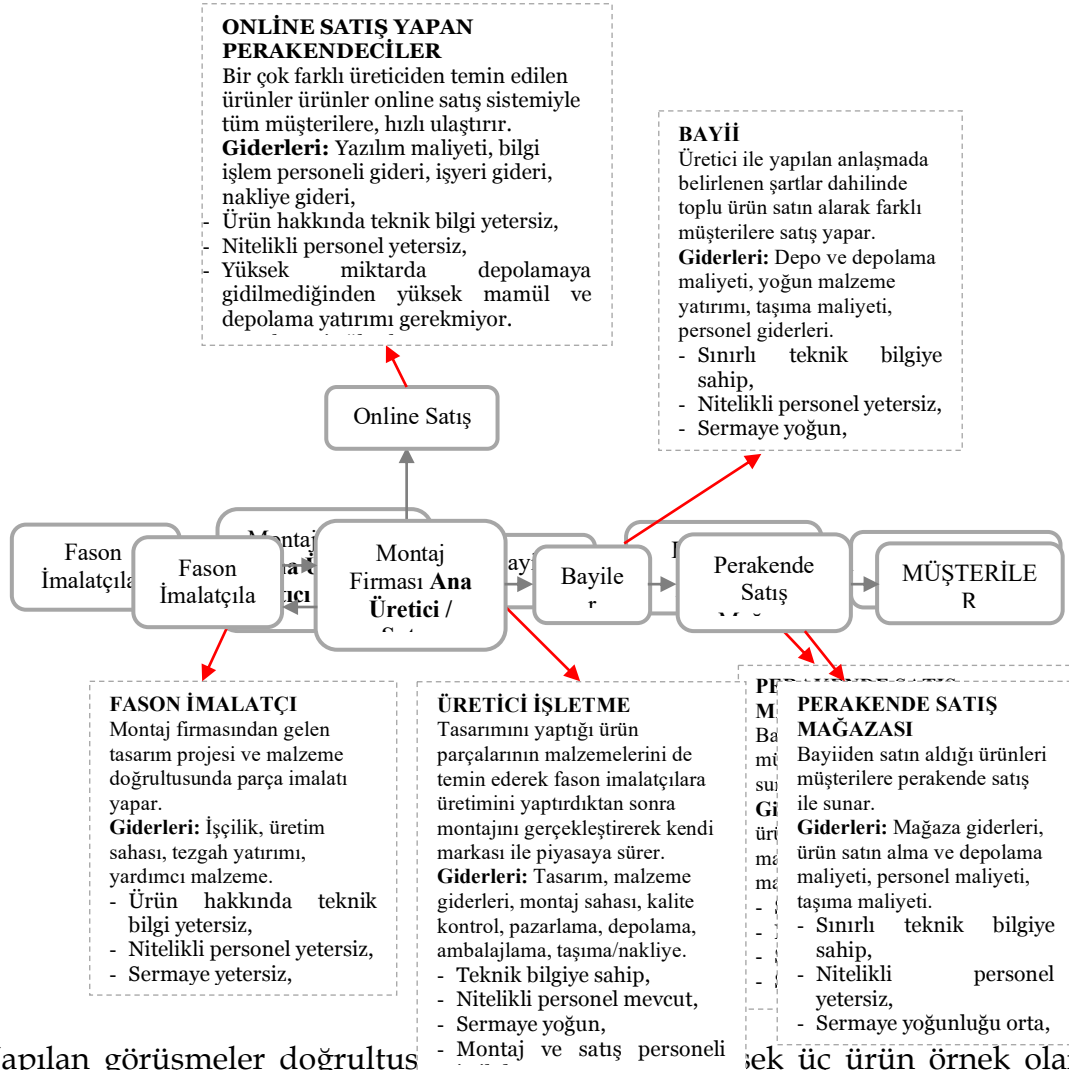 ONLİNE SATIŞ YAPAN
PERAKENDECİLER
Bir çok farklı üreticiden temin edilen
ürünler ürünler online satış sistemiyle
tüm müşterilere, hızlı ulaştırır.
Giderleri: Yazılım maliyeti, bilgi
işlem personeli gideri, işyeri gideri,
nakliye gideri,
- Ürün hakkında teknik bilgi yetersiz,
- Nitelikli personel yetersiz,
- Yüksek miktarda depolamaya
gidilmediğinden yüksek mamül ve
depolama yatırımı gerekmiyor.
BAYİİ
Üretici ile yapılan anlaşmada
belirlenen şartlar dahilinde
toplu ürün satın alarak farklı
müşterilere satış yapar.
Giderleri: Depo ve depolama
maliyeti, yoğun malzeme
yatırımı, taşıma maliyeti,
personel giderleri.
- Sınırlı teknik bilgiye
sahip,
- Nitelikli personel yetersiz,
- Sermaye yoğun,
Online Satış
Fason
İmalatçıla
Fason
İmalatçıla
Montaj
Montaj
Firması Ana
Üretici /
Bayile
r
Perakende
Satış
MÜŞTERİLE
R
FASON İMALATÇI
Montaj firmasından gelen
tasarım projesi ve malzeme
doğrultusunda parça imalatı
yapar.
Giderleri: İşçilik, üretim
sahası, tezgah yatırımı,
yardımcı malzeme.
- Ürün hakkında teknik
bilgi yetersiz,
- Nitelikli personel yetersiz,
- Sermaye yetersiz,
ÜRETİCİ İŞLETME
Tasarımını yaptığı ürün
parçalarının malzemelerini de
temin ederek fason imalatçılara
üretimini yaptırdıktan sonra
montajını gerçekleştirerek kendi
markası ile piyasaya sürer.
Giderleri: Tasarım, malzeme
giderleri, montaj sahası, kalite
kontrol, pazarlama, depolama,
ambalajlama, taşıma/nakliye.
- Teknik bilgiye sahip,
- Nitelikli personel mevcut,
- Sermaye yoğun,
- Montaj ve satış personeli
PERAKENDE SATIŞ
MAĞAZASI
Bayiiden satın aldığı ürünleri
müşterilere perakende satış
ile sunar.
Giderleri: Mağaza giderleri,
ürün satın alma ve depolama
maliyeti, personel maliyeti,
taşıma maliyeti.
- Sınırlı teknik bilgiye
sahip,
- Nitelikli personel
yetersiz,
- Sermaye yoğunluğu orta,
Yapılan görüşmeler doğrultus sek üç ürün örnek olar